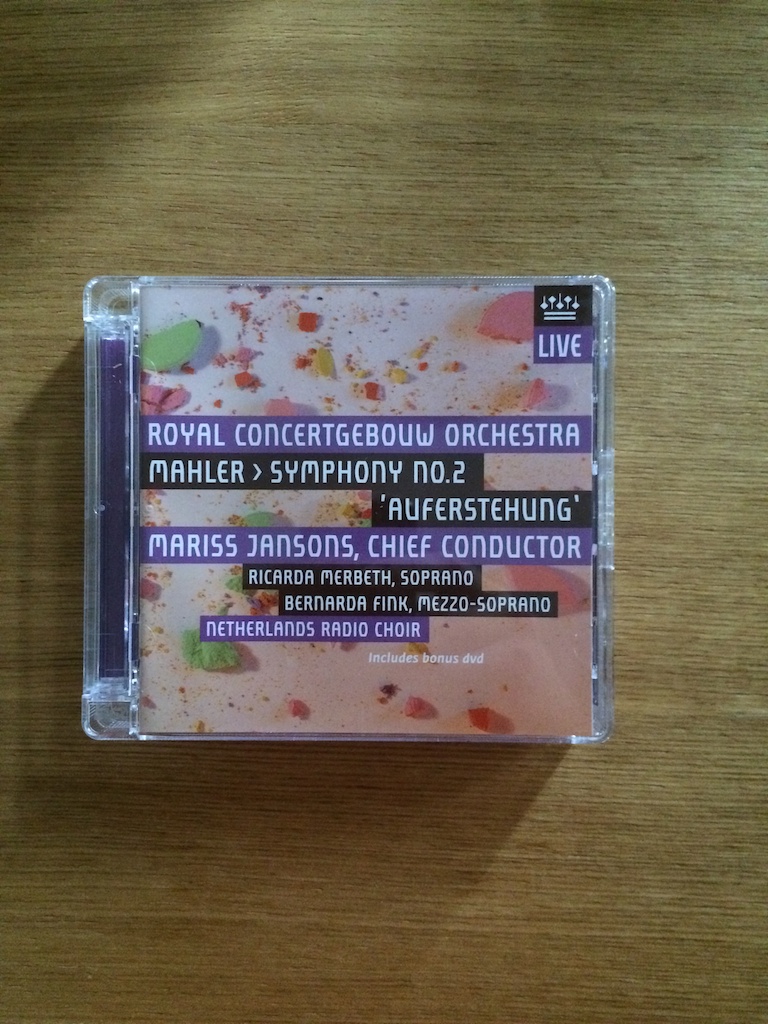 LIVE
ROYAL CONCERTGEBOUW ORCHESTRA
MAHLER > SYMPHONY NO.2
'AUFERSTEHUNG'
MARISS JANSONS, CHIEF CONDUCTOR
RICARDA MERBETH, SOPRANO
BERNARDA FINK, MEZZO-SOPRANO
NETHERLANDS RADIO CHOIR
Includes bonus dvd